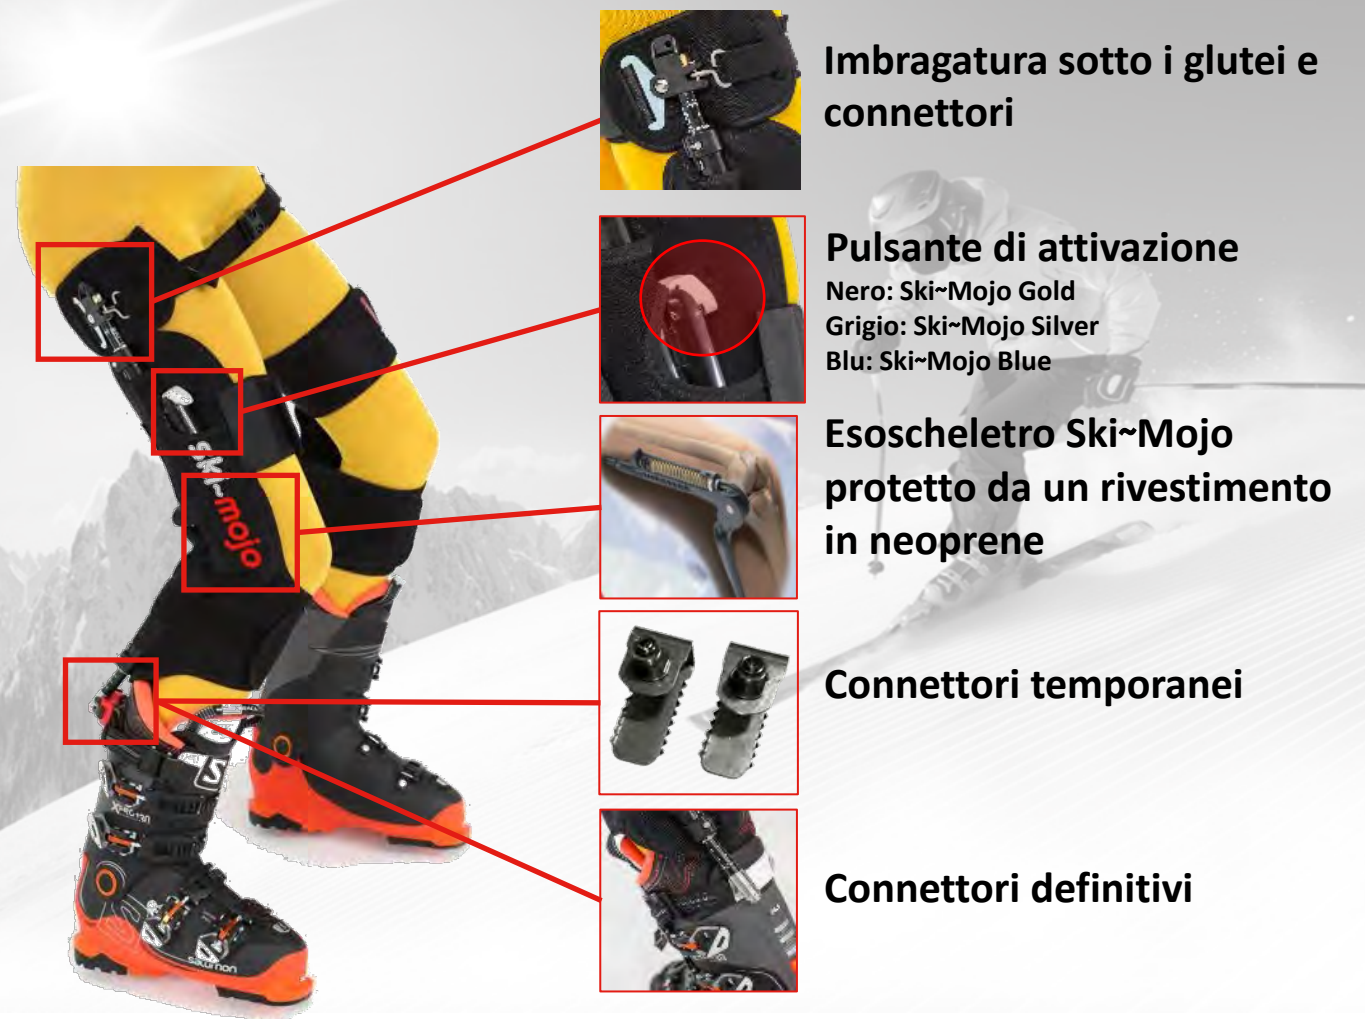 Imbragatura sotto i glutei e
connettori
Pulsante di attivazione
Nero: Ski~Mojo Gold
Grigio: Ski~Mojo Silver
Blu: Ski~Mojo Blue
Esoscheletro Ski~Mojo
protetto da un rivestimento
in neoprene
Connettori temporanei
Connettori definitivi
ski~mojo
salomon